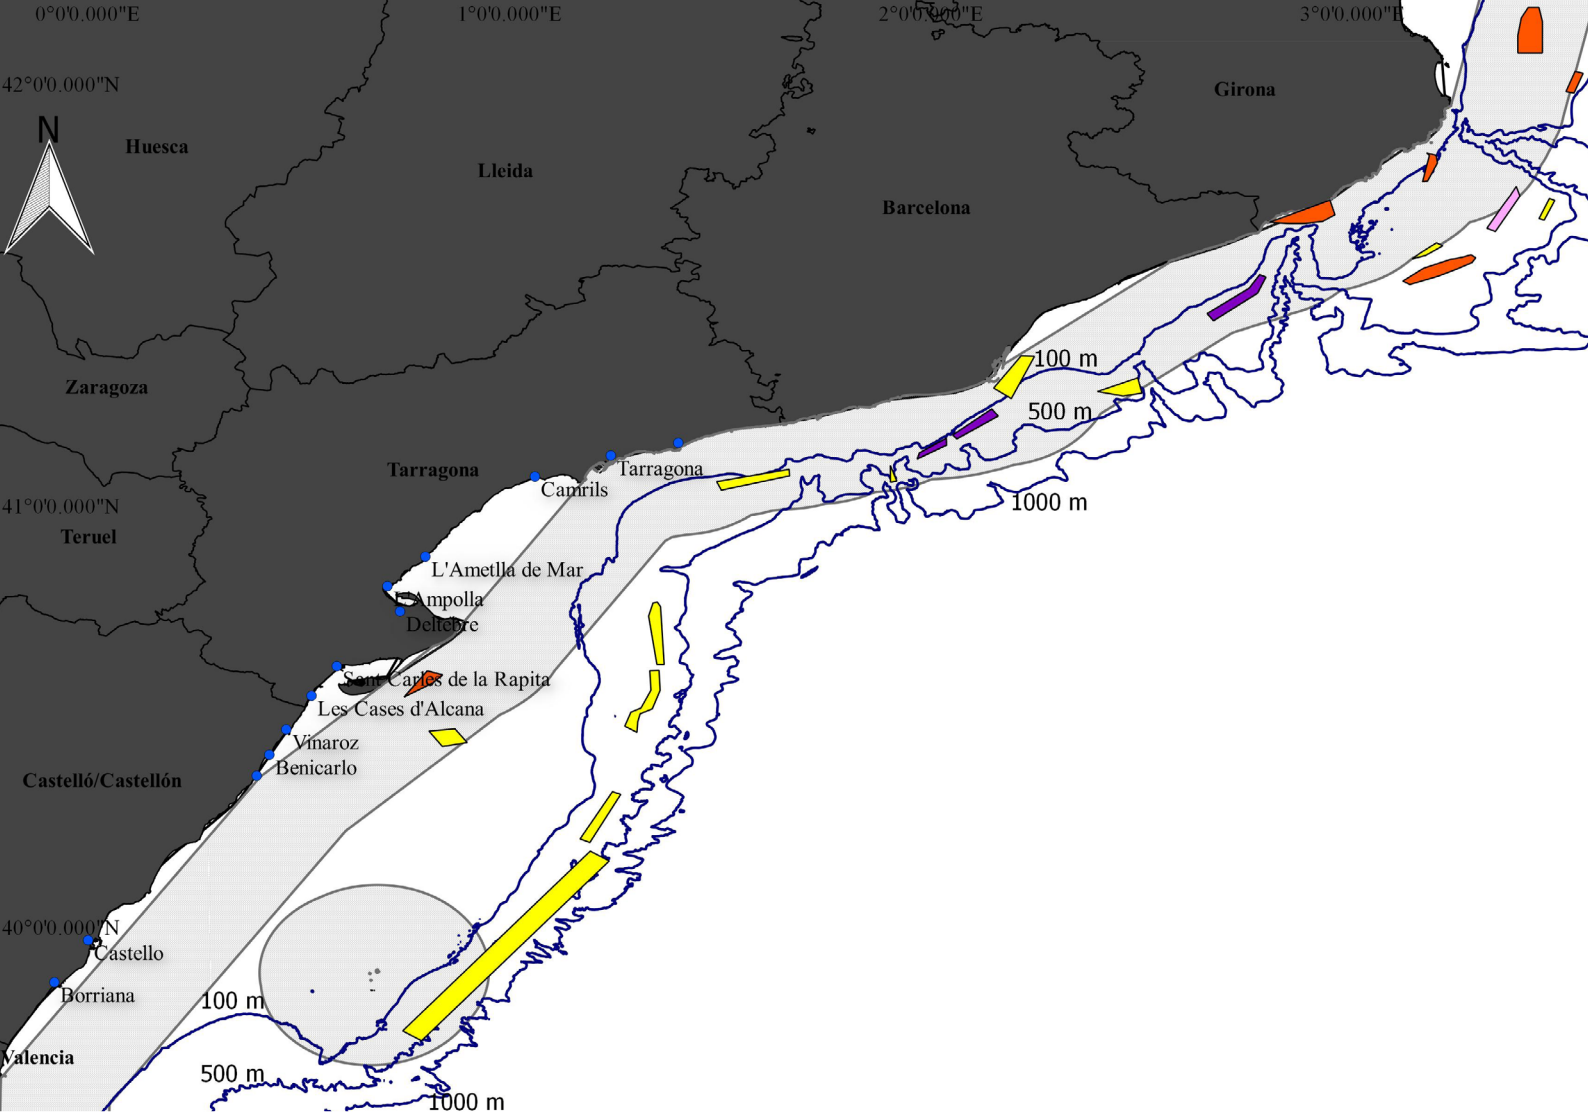 0°0'0.000"E
1°0'0.000"E
2°0'0.000"E
3°0'0.000"E
42°0'0.000"N
Girona
N
Huesca
Lleida
Barcelona
100 m
Zaragoza
500 m
Tarragona
Tarragona
Camrils
1000 m
41°0'0.000"N
Teruel
L'Ametlla de Mar
L'Ampolla
Deltebre
Sant Carles de la Rapita
Les Cases d'Alcana
Vinaroz
Benicarlo
Castelló/Castellón
40°0'0.000"N
Castello
Borriana
100 m
Valencia
500 m
1000 m